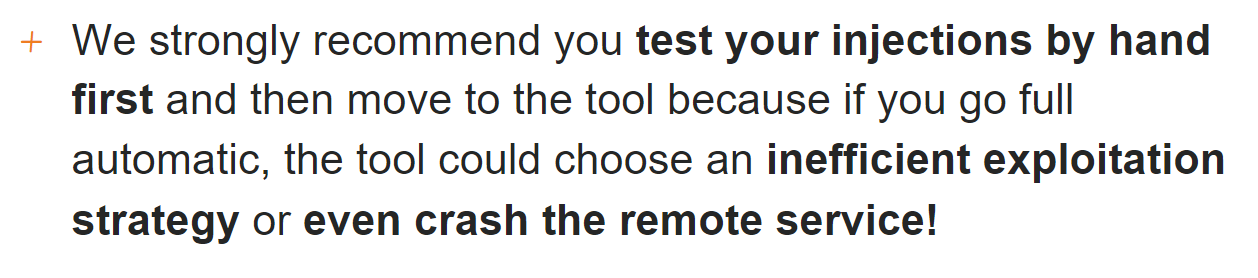 + We strongly recommend you test your injections by hand
first and then move to the tool because if you go full
automatic, the tool could choose an inefficient exploitation
strategy or even crash the remote service!